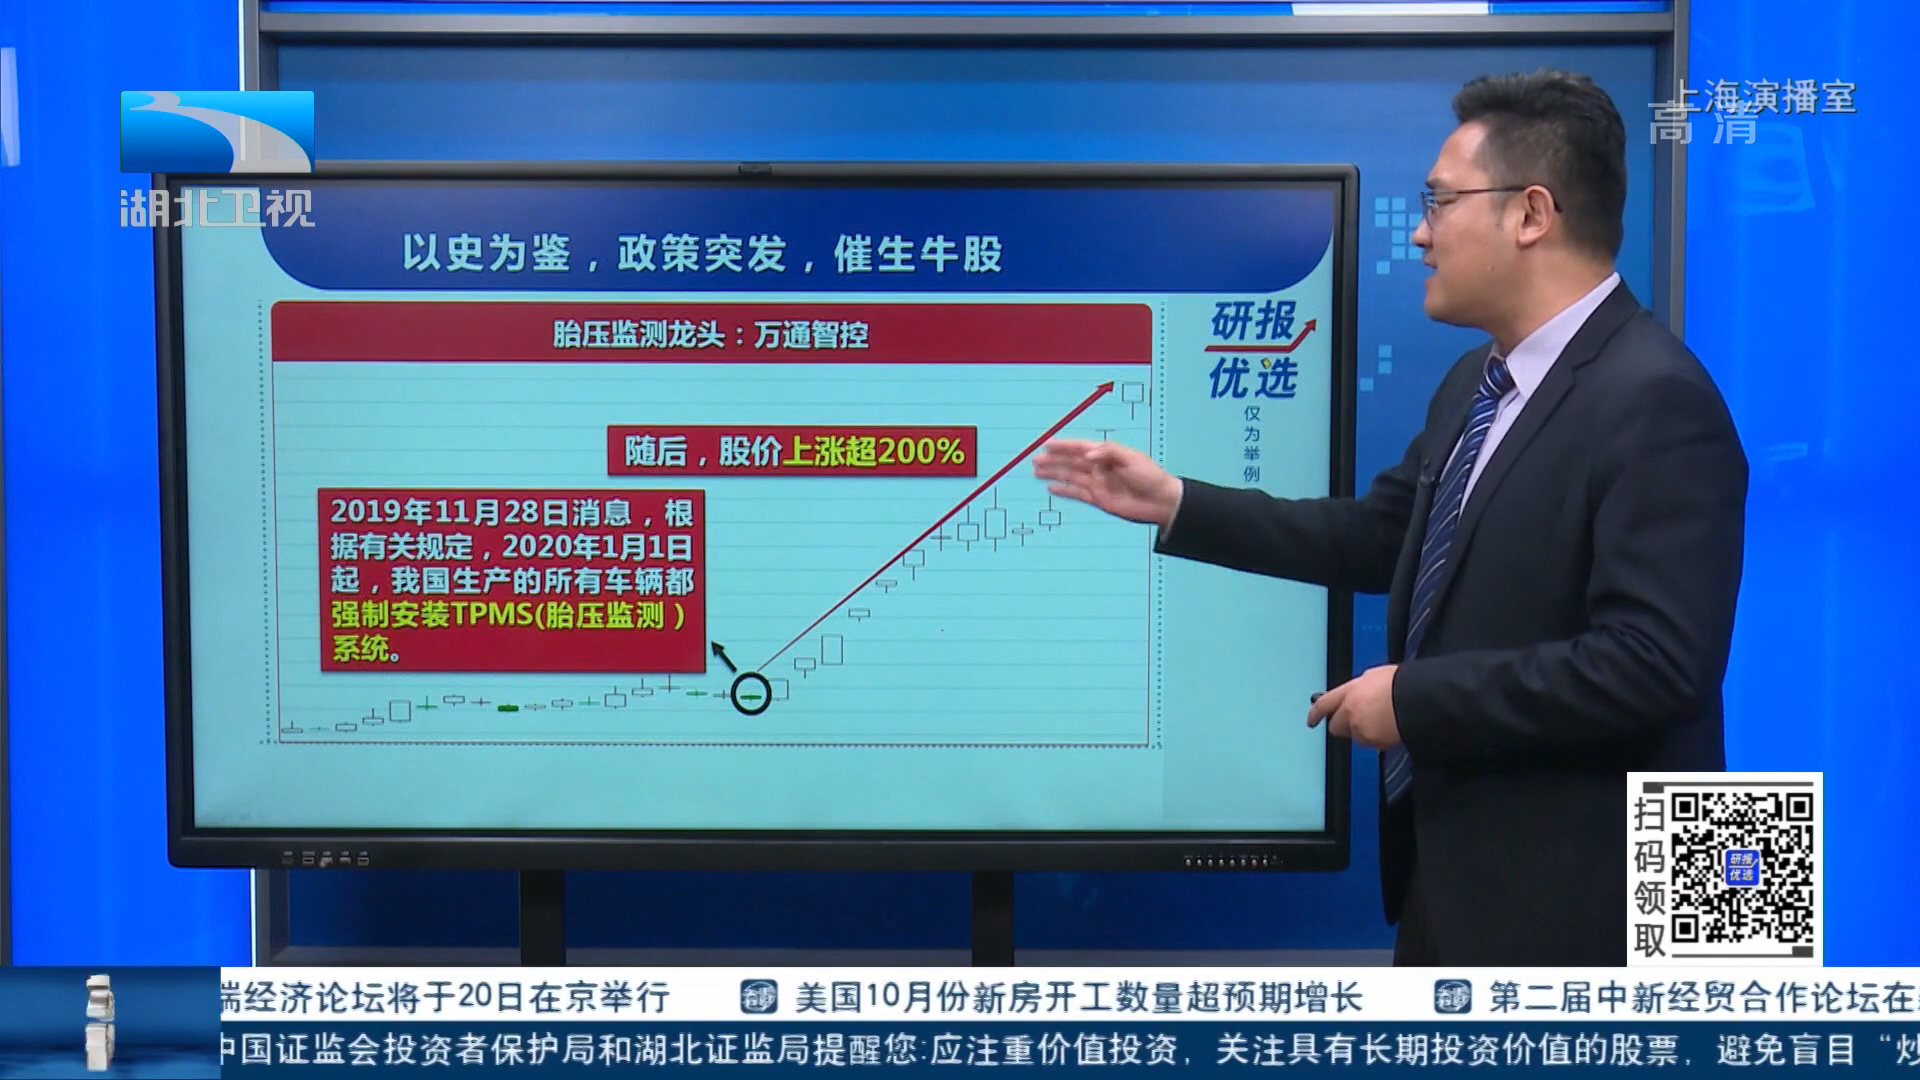 湖北卫视
上海演播室
高清
以史为鉴，政策突发，催生牛股
胎压监测龙头：万通智控
研报
优选
仅为举例
随后，股价上涨超200%
2019年11月28日消息，根
据有关规定，2020年1月1日
起，我国生产的所有车辆都
强制安装TPMS(胎压监测）
系统。
扫码领取
研报
优选
端经济论坛将于20日在京举行
美国10月份新房开工数量超预期增长
第二届中新经贸合作论坛在
中国证监会投资者保护局和湖北证监局提醒您:应注重价值投资，关注具有长期投资价值的股票，避免盲目“炒